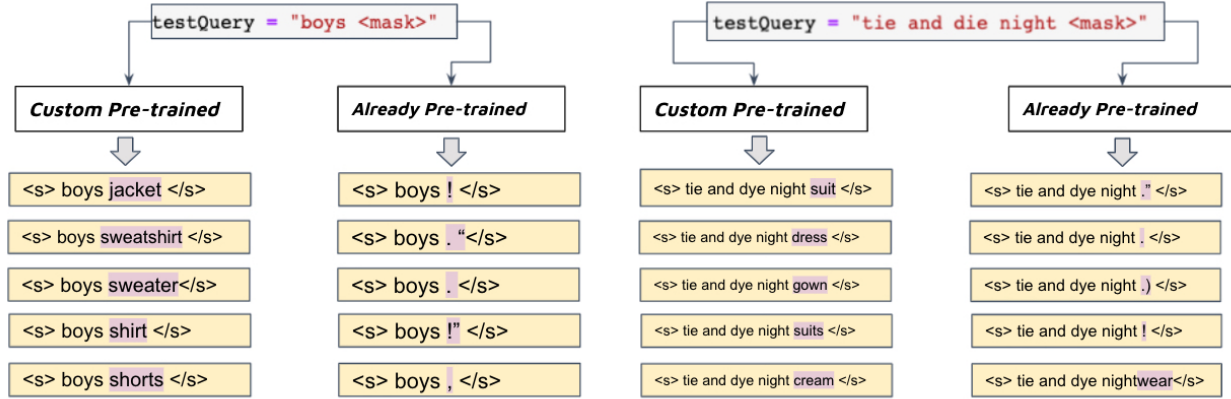 testQuery = "boys <mask>"
Custom Pre-trained
Already Pre-trained
<s> boys jacket </s>
<s> boys sweatshirt </s>
<s> boys sweater</s>
<s> boys shirt </s>
<s> boys shorts </s>
<s> boys ! </s>
<s> boys . “</s>
<s> boys . </s>
<s> boys !” </s>
<s> boys , </s>
testQuery = "tie and die night <mask>"
Custom Pre-trained
Already Pre-trained
<s> tie and dye night suit </s>
<s> tie and dye night dress </s>
<s> tie and dye night gown </s>
<s> tie and dye night suits </s>
<s> tie and dye night cream </s>
<s> tie and dye night .” </s>
<s> tie and dye night . </s>
<s> tie and dye night .) </s>
<s> tie and dye night ! </s>
<s> tie and dye nightwear</s>